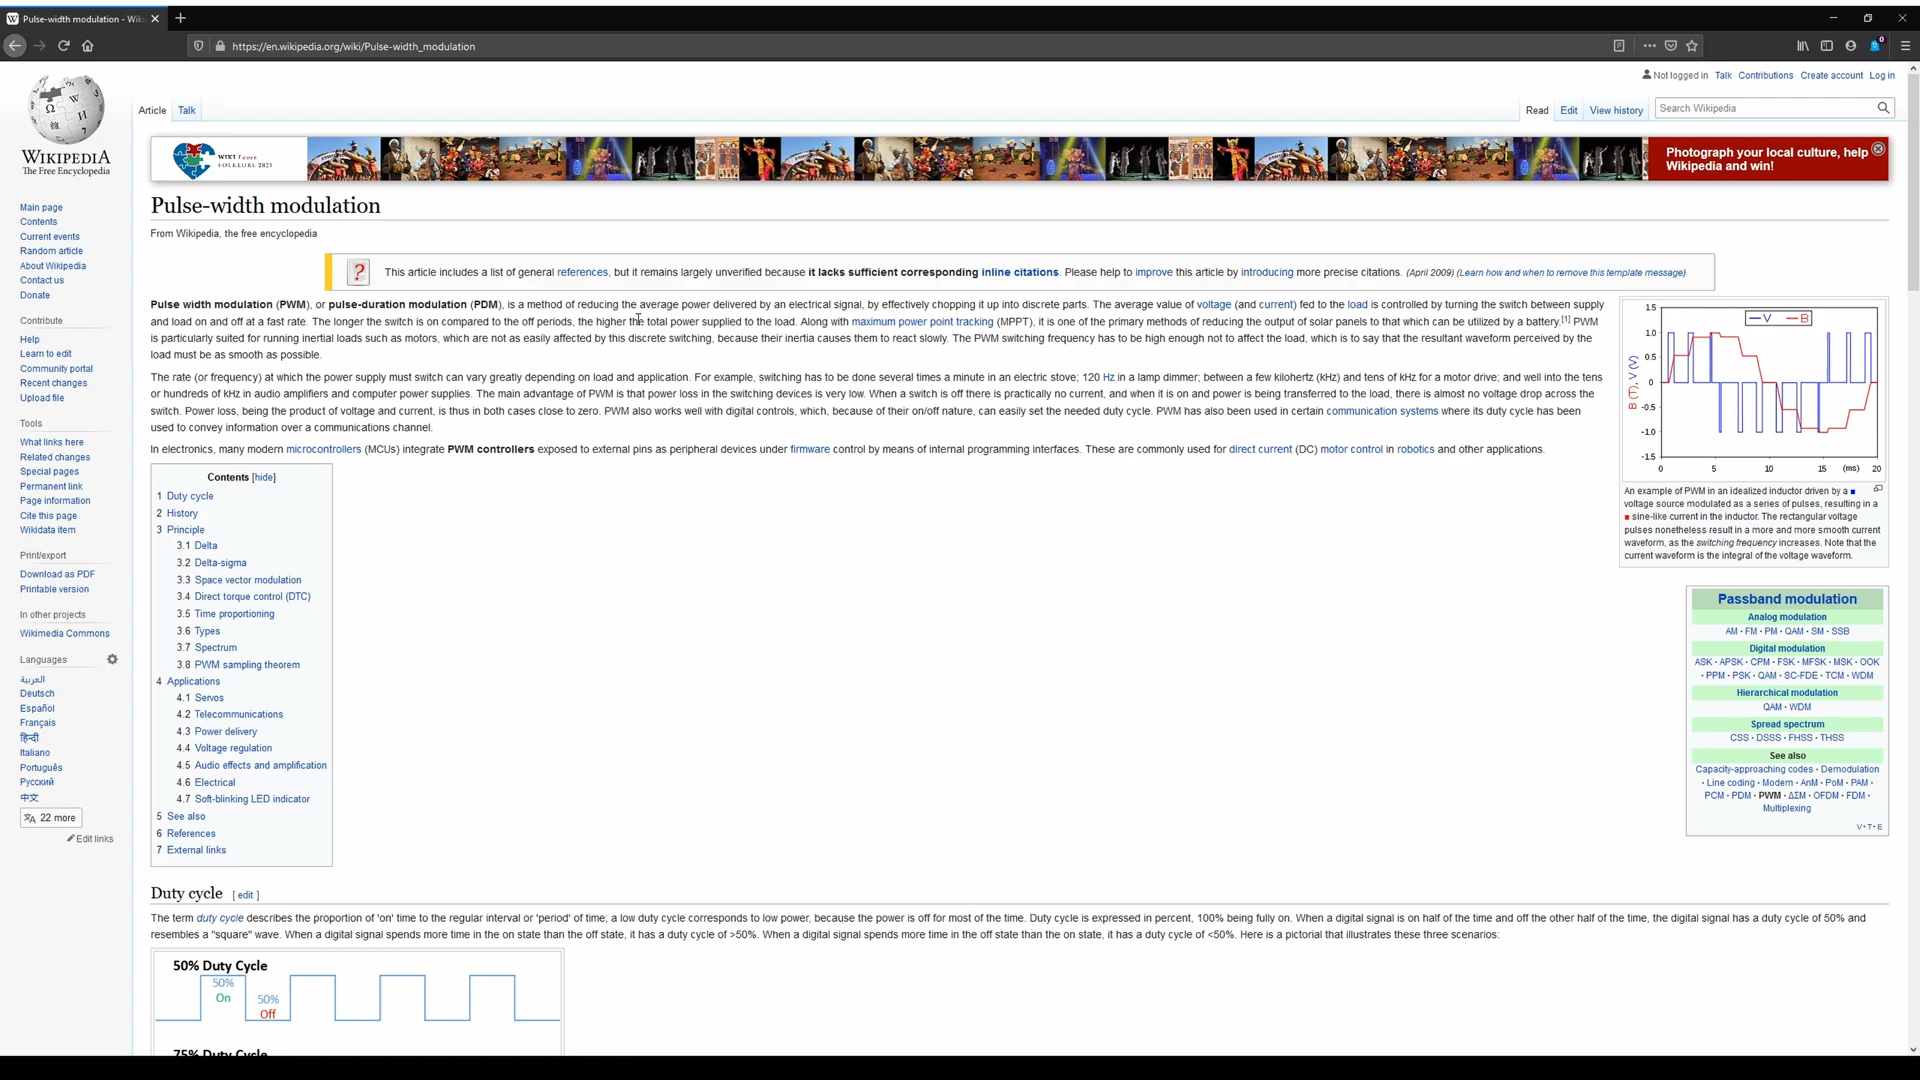 Pulse-width modulation - Wiki
https://en.wikipedia.org/wiki/Pulse-width_modulation
0
Not logged in Talk Contributions Create account Log in
Article Talk
Read Edit View history
Search Wikipedia
WIKIPEDIA
The Free Encyclopedia
WIKI Loves
FOLKLORE 2021
Photograph your local culture, help
Wikipedia and win!
Main page
Contents
Current events
Random article
About Wikipedia
Contact us
Donate
Contribute
Help
Learn to edit
Community portal
Recent changes
Upload file
Tools
What links here
Related changes
Special pages
Permanent link
Page information
Cite this page
Wikidata item
Print/export
Download as PDF
Printable version
In other projects
Wikimedia Commons
Languages
العربية
Deutsch
Español
Français
हिन्दी
Italiano
Português
Русский
中文
22 more
Edit links
Pulse-width modulation
From Wikipedia, the free encyclopedia
This article includes a list of general references, but it remains largely unverified because it lacks sufficient corresponding inline citations. Please help to improve this article by introducing more precise citations. (April 2009) (Learn how and when to remove this template message)
Pulse width modulation (PWM), or pulse-duration modulation (PDM), is a method of reducing the average power delivered by an electrical signal, by effectively chopping it up into discrete parts. The average value of voltage (and current) fed to the load is controlled by turning the switch between supply
and load on and off at a fast rate. The longer the switch is on compared to the off periods, the higher the total power supplied to the load. Along with maximum power point tracking (MPPT), it is one of the primary methods of reducing the output of solar panels to that which can be utilized by a battery.[1] PWM
is particularly suited for running inertial loads such as motors, which are not as easily affected by this discrete switching, because their inertia causes them to react slowly. The PWM switching frequency has to be high enough not to affect the load, which is to say that the resultant waveform perceived by the
load must be as smooth as possible.
The rate (or frequency) at which the power supply must switch can vary greatly depending on load and application. For example, switching has to be done several times a minute in an electric stove; 120 Hz in a lamp dimmer; between a few kilohertz (kHz) and tens of kHz for a motor drive; and well into the tens
or hundreds of kHz in audio amplifiers and computer power supplies. The main advantage of PWM is that power loss in the switching devices is very low. When a switch is off there is practically no current, and when it is on and power is being transferred to the load, there is almost no voltage drop across the
switch. Power loss, being the product of voltage and current, is thus in both cases close to zero. PWM also works well with digital controls, which, because of their on/off nature, can easily set the needed duty cycle. PWM has also been used in certain communication systems where its duty cycle has been
used to convey information over a communications channel.
In electronics, many modern microcontrollers (MCUs) integrate PWM controllers exposed to external pins as peripheral devices under firmware control by means of internal programming interfaces. These are commonly used for direct current (DC) motor control in robotics and other applications.
Contents [hide]
1 Duty cycle
2 History
3 Principle
3.1 Delta
3.2 Delta-sigma
3.3 Space vector modulation
3.4 Direct torque control (DTC)
3.5 Time proportioning
3.6 Types
3.7 Spectrum
3.8 PWM sampling theorem
4 Applications
4.1 Servos
4.2 Telecommunications
4.3 Power delivery
4.4 Voltage regulation
4.5 Audio effects and amplification
4.6 Electrical
4.7 Soft-blinking LED indicator
5 See also
6 References
7 External links
V B
1.5
1.0
0.5
0
-0.5
-1.0
-1.5
B (T), V (V)
0 5 10 15 (ms) 20
An example of PWM in an idealized inductor driven by a
voltage source modulated as a series of pulses, resulting in a
sine-like current in the inductor. The rectangular voltage
pulses nonetheless result in a more and more smooth current
waveform, as the switching frequency increases. Note that the
current waveform is the integral of the voltage waveform.
Passband modulation
Analog modulation
AM · FM · PM · QAM · SM · SSB
Digital modulation
ASK · APSK · CPM · FSK · MFSK · MSK · OOK
· PPM · PSK · QAM · SC-FDE · TCM · WDM
Hierarchical modulation
QAM · WDM
Spread spectrum
CSS · DSSS · FHSS · THSS
See also
Capacity-approaching codes · Demodulation
· Line coding · Modem · AnM · PoM · PAM ·
PCM · PDM · PWM · ΔΣM · OFDM · FDM ·
Multiplexing
V · T · E
Duty cycle [ edit ]
The term duty cycle describes the proportion of 'on' time to the regular interval or 'period' of time; a low duty cycle corresponds to low power, because the power is off for most of the time. Duty cycle is expressed in percent, 100% being fully on. When a digital signal is on half of the time and off the other half of the time, the digital signal has a duty cycle of 50% and
resembles a "square" wave. When a digital signal spends more time in the on state than the off state, it has a duty cycle of >50%. When a digital signal spends more time in the off state than the on state, it has a duty cycle of <50%. Here is a pictorial that illustrates these three scenarios:
50% Duty Cycle
50%
On
50%
Off
75% Duty Cycle